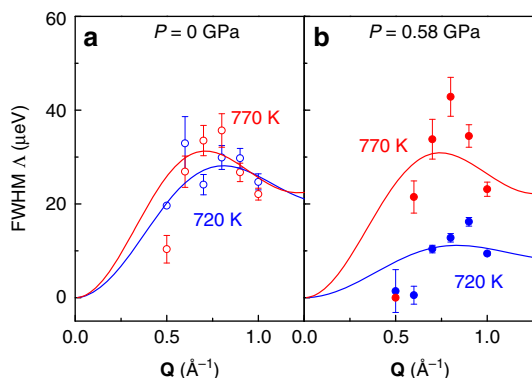 60
40
20
0
FWHM Λ (µeV)
a
P = 0 GPa
770 K
720 K
0.0
0.5
1.0
Q (Å⁻¹)
b
P = 0.58 GPa
770 K
720 K
0.0
0.5
1.0
Q (Å⁻¹)